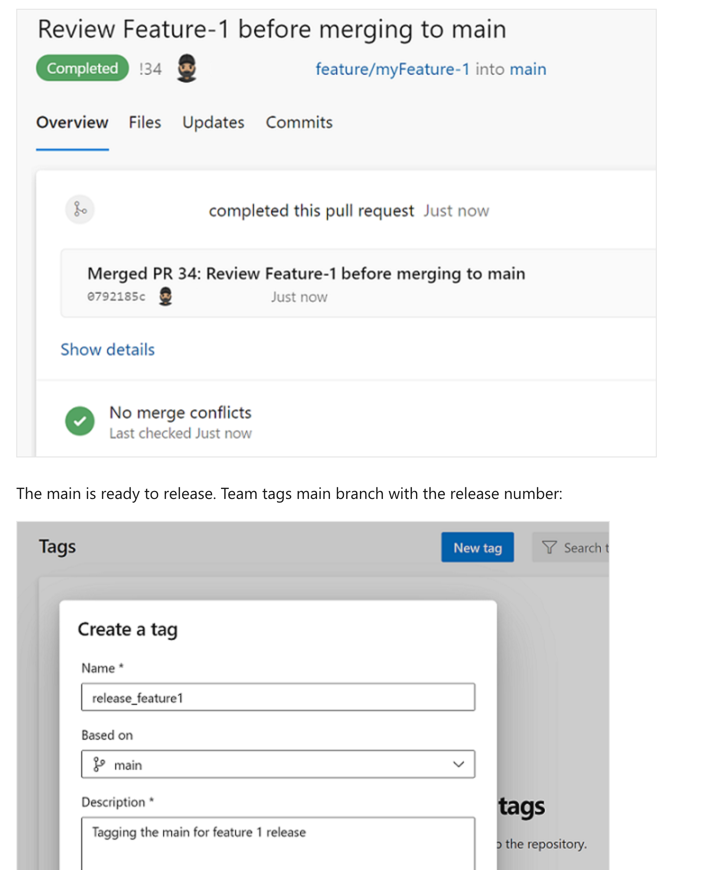 Review Feature-1 before merging to main
Completed !34 feature/myFeature-1 into main
Overview Files Updates Commits
completed this pull request Just now
Merged PR 34: Review Feature-1 before merging to main
0792185c Just now
Show details
No merge conflicts
Last checked Just now
The main is ready to release. Team tags main branch with the release number:
Tags New tag Search t
Create a tag
Name *
release_feature1
Based on
main
Description *
tags
Tagging the main for feature 1 release
the repository.